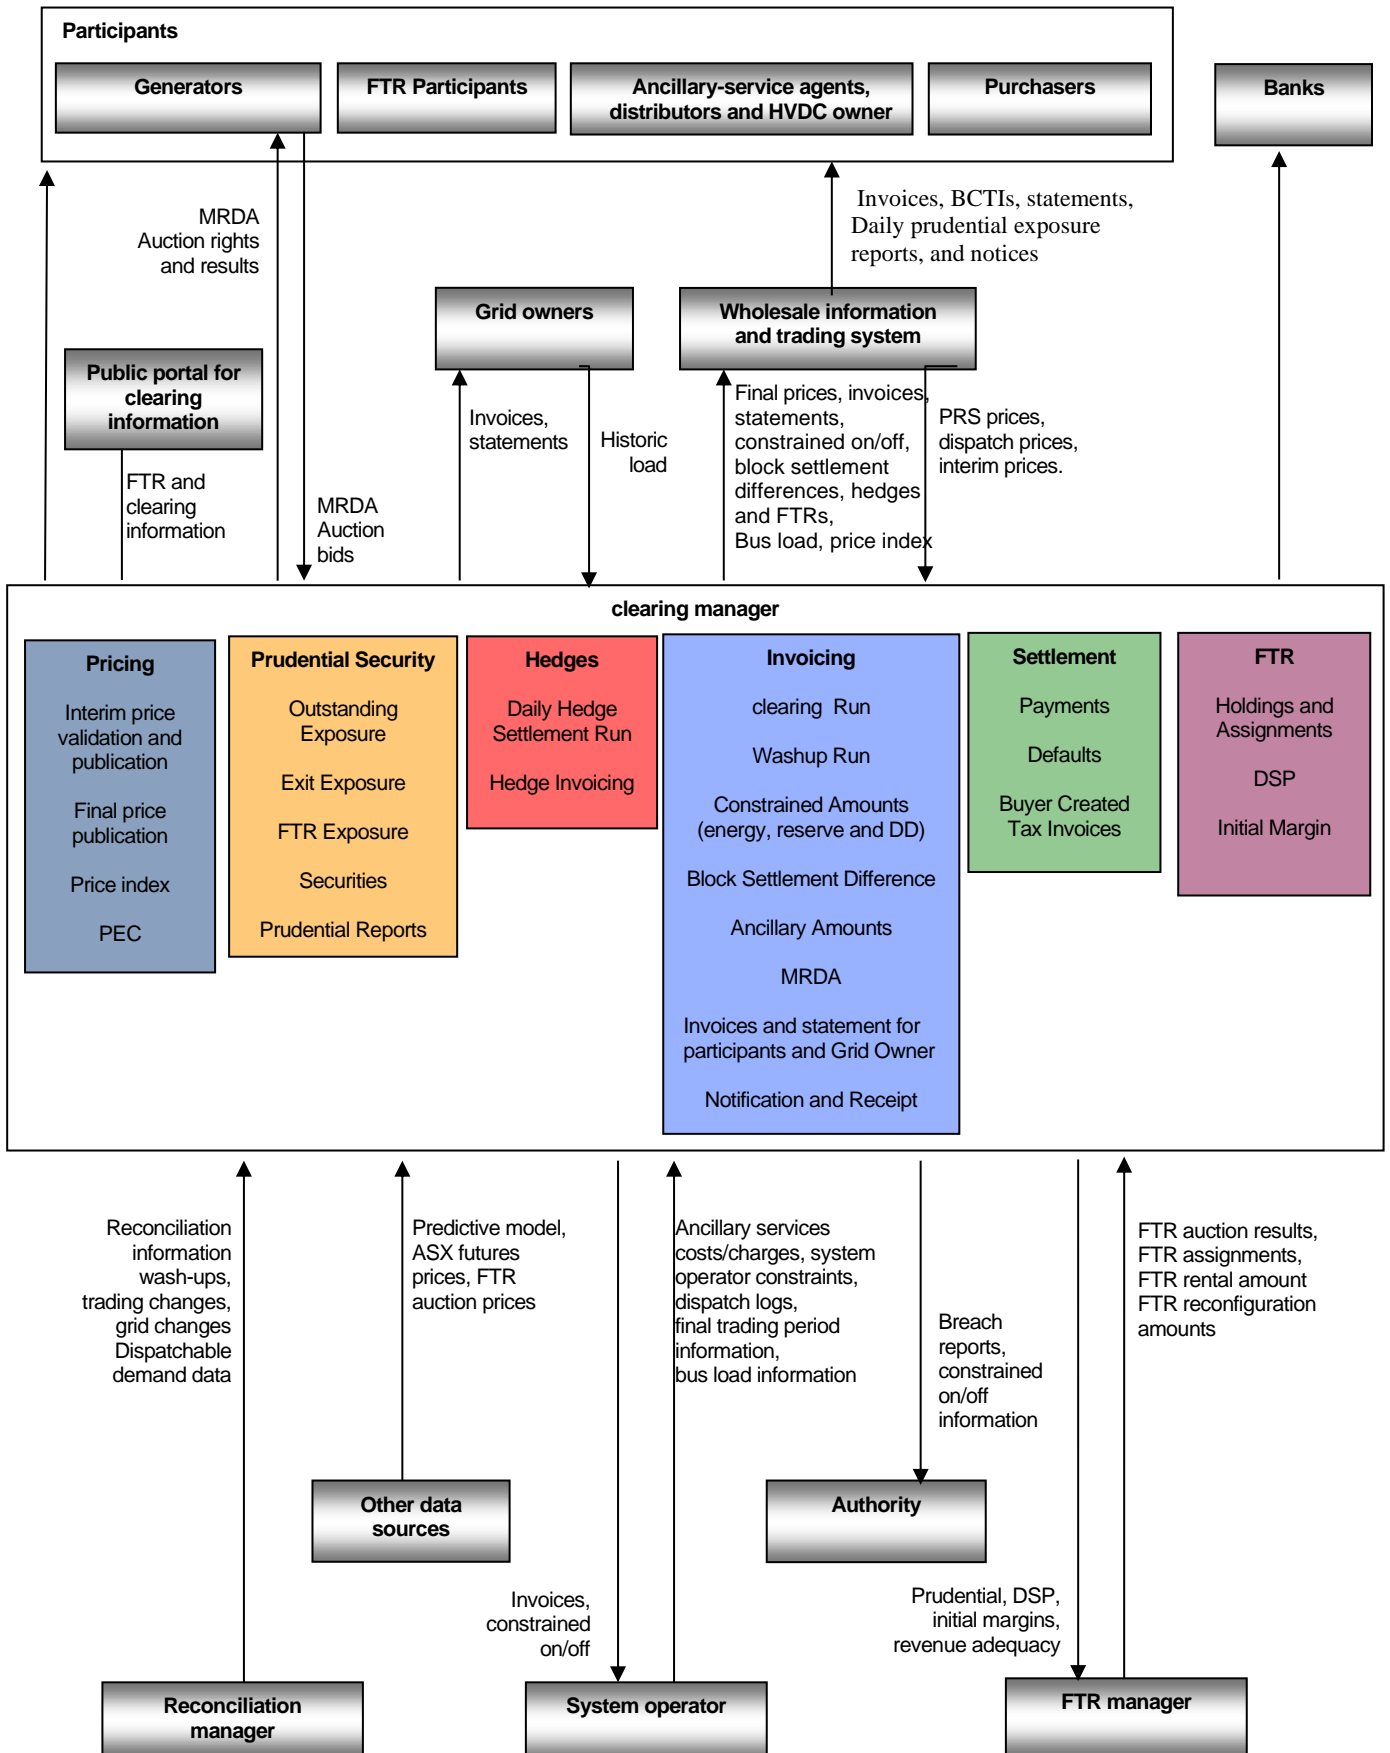 Participants
Generators
FTR Participants
Ancillary-service agents,
distributors and HVDC owner
Purchasers
Banks
MRDA
Auction rights
and results
Invoices, BCTIs, statements,
Daily prudential exposure
reports, and notices
Grid owners
Wholesale information
and trading system
Public portal for
clearing
information
Invoices,
statements
Historic
load
Final prices, invoices,
statements,
constrained on/off,
block settlement
differences, hedges
and FTRs,
Bus load, price index
PRS prices,
dispatch prices,
interim prices.
FTR and
clearing
information
MRDA
Auction
bids
clearing manager
Pricing
Interim price
validation and
publication
Final price
publication
Price index
PEC
Prudential Security
Outstanding
Exposure
Exit Exposure
FTR Exposure
Securities
Prudential Reports
Hedges
Daily Hedge
Settlement Run
Hedge Invoicing
Invoicing
clearing Run
Washup Run
Constrained Amounts
(energy, reserve and DD)
Block Settlement Difference
Ancillary Amounts
MRDA
Invoices and statement for
participants and Grid Owner
Notification and Receipt
Settlement
Payments
Defaults
Buyer Created
Tax Invoices
FTR
Holdings and
Assignments
DSP
Initial Margin
Reconciliation
information
wash-ups,
trading changes,
grid changes
Dispatchable
demand data
Predictive model,
ASX futures
prices, FTR
auction prices
Ancillary services
costs/charges, system
operator constraints,
dispatch logs,
final trading period
information,
bus load information
Breach
reports,
constrained
on/off
information
FTR auction results,
FTR assignments,
FTR rental amount
FTR reconfiguration
amounts
Other data
sources
Authority
Invoices,
constrained
on/off
Prudential, DSP,
initial margins,
revenue adequacy
Reconciliation
manager
System operator
FTR manager